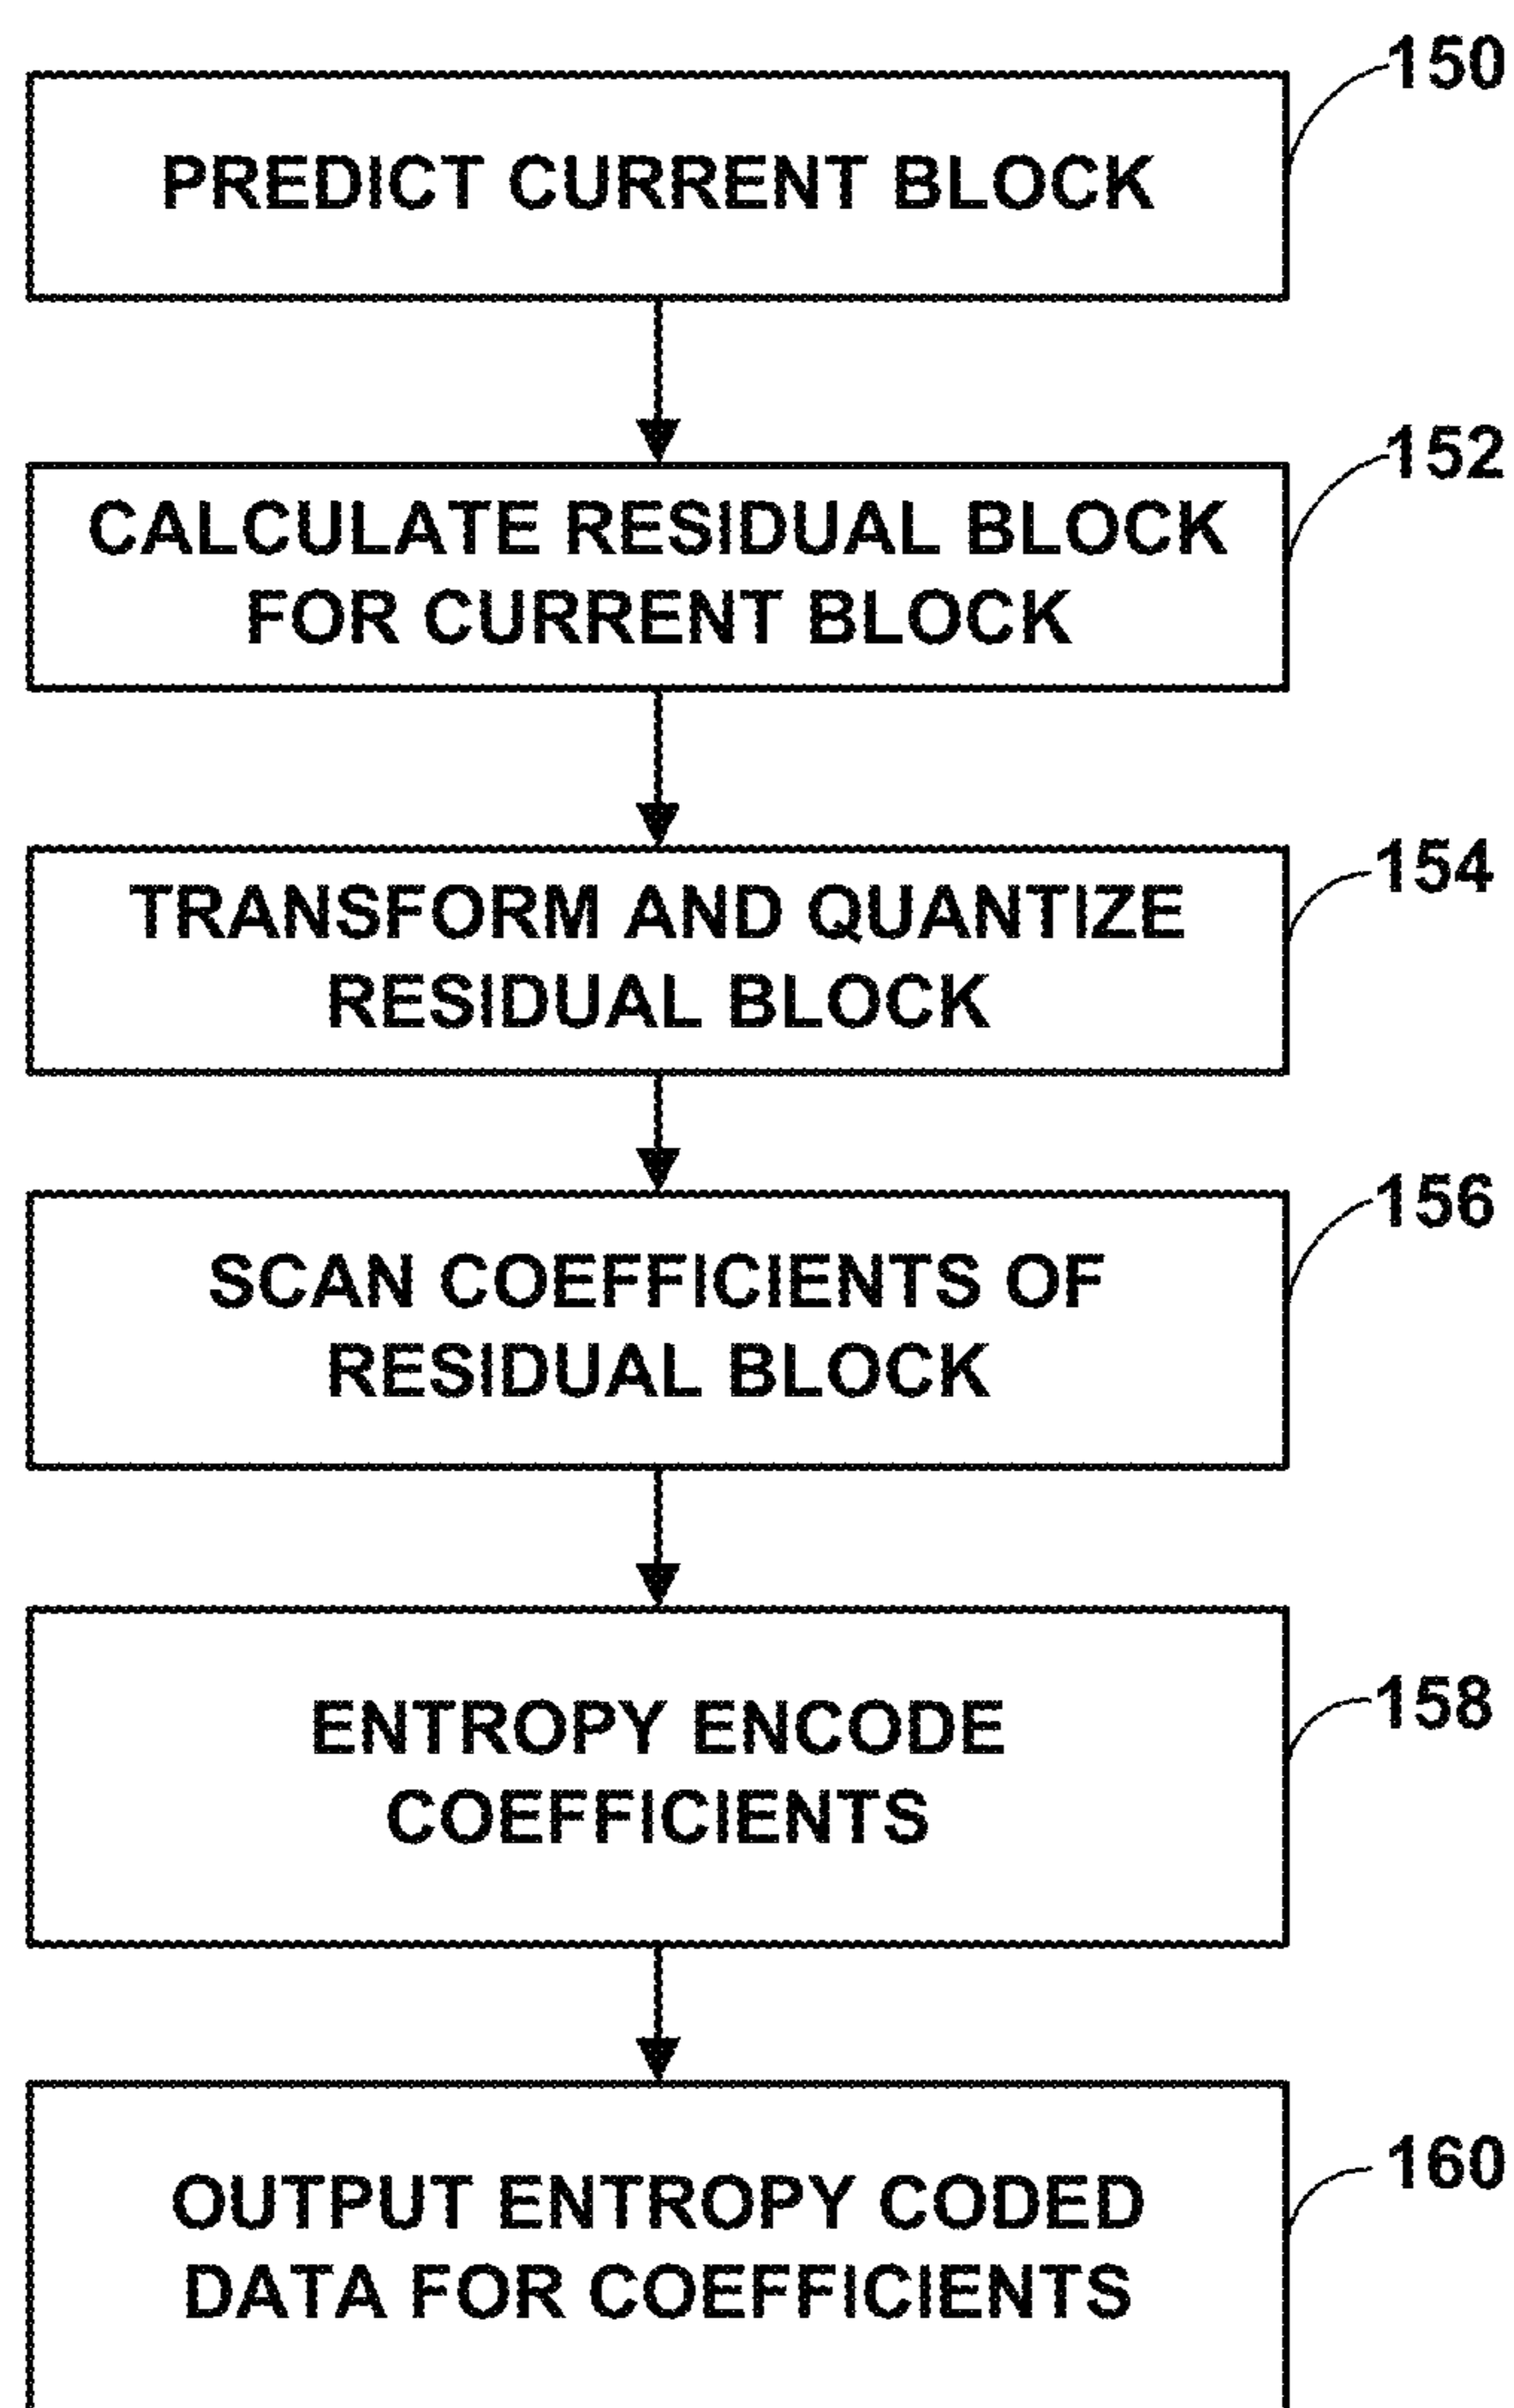 150
PREDICT CURRENT BLOCK
152
CALCULATE RESIDUAL BLOCK
FOR CURRENT BLOCK
154
TRANSFORM AND QUANTIZE
RESIDUAL BLOCK
156
SCAN COEFFICIENTS OF
RESIDUAL BLOCK
158
ENTROPY ENCODE
COEFFICIENTS
160
OUTPUT ENTROPY CODED
DATA FOR COEFFICIENTS